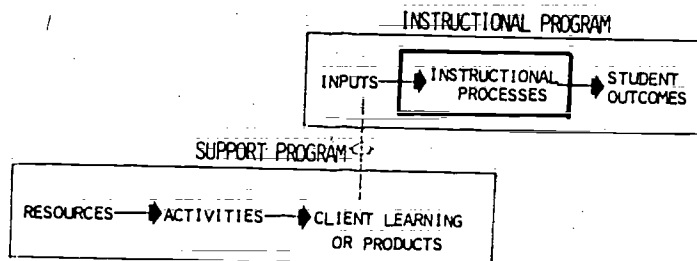 INSTRUCTIONAL PROGRAM
INPUTS INSTRUCTIONAL PROCESSES STUDENT OUTCOMES
SUPPORT PROGRAM
RESOURCES ACTIVITIES CLIENT LEARNING
OR PRODUCTS